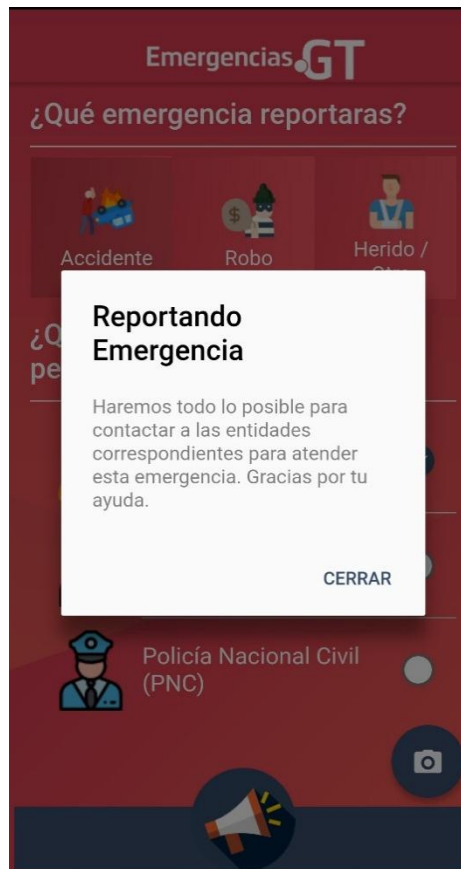 Emergencias.GT
¿Qué emergencia reportaras?
Accidente
Robo
Herido /
Reportando
Emergencia
Haremos todo lo posible para
contactar a las entidades
correspondientes para atender
esta emergencia. Gracias por tu
ayuda.
CERRAR
Policía Nacional Civil
(PNC)